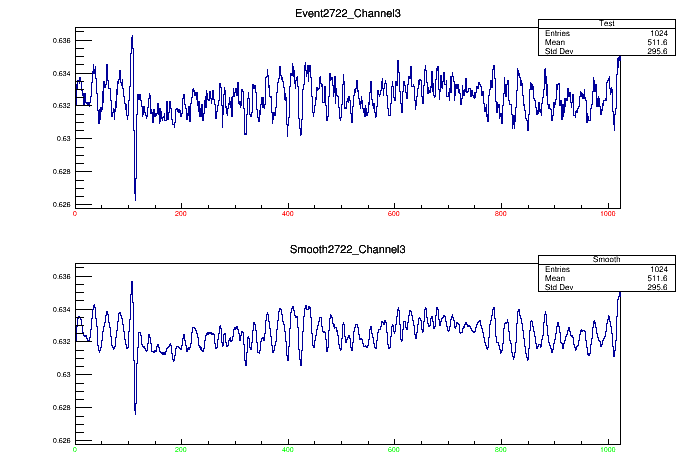 Event2722_Channel3
Test
Entries 1024
Mean 511.6
Std Dev 295.6
0.636
0.634
0.632
0.63
0.628
0.626
0 200 400 600 800 1000
Smooth2722_Channel3
Smooth
Entries 1024
Mean 511.6
Std Dev 295.6
0.636
0.634
0.632
0.63
0.628
0.626
0 200 400 600 800 1000